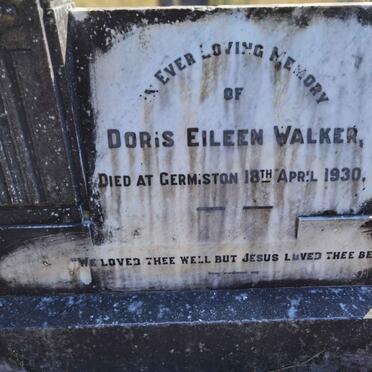 IN EVER LOVING MEMORY
OF
DORIS EILEEN WALKER,
DIED AT GERMISTON 18TH APRIL 1930,
"WE LOVED THEE WELL BUT JESUS LOVED THEE BE